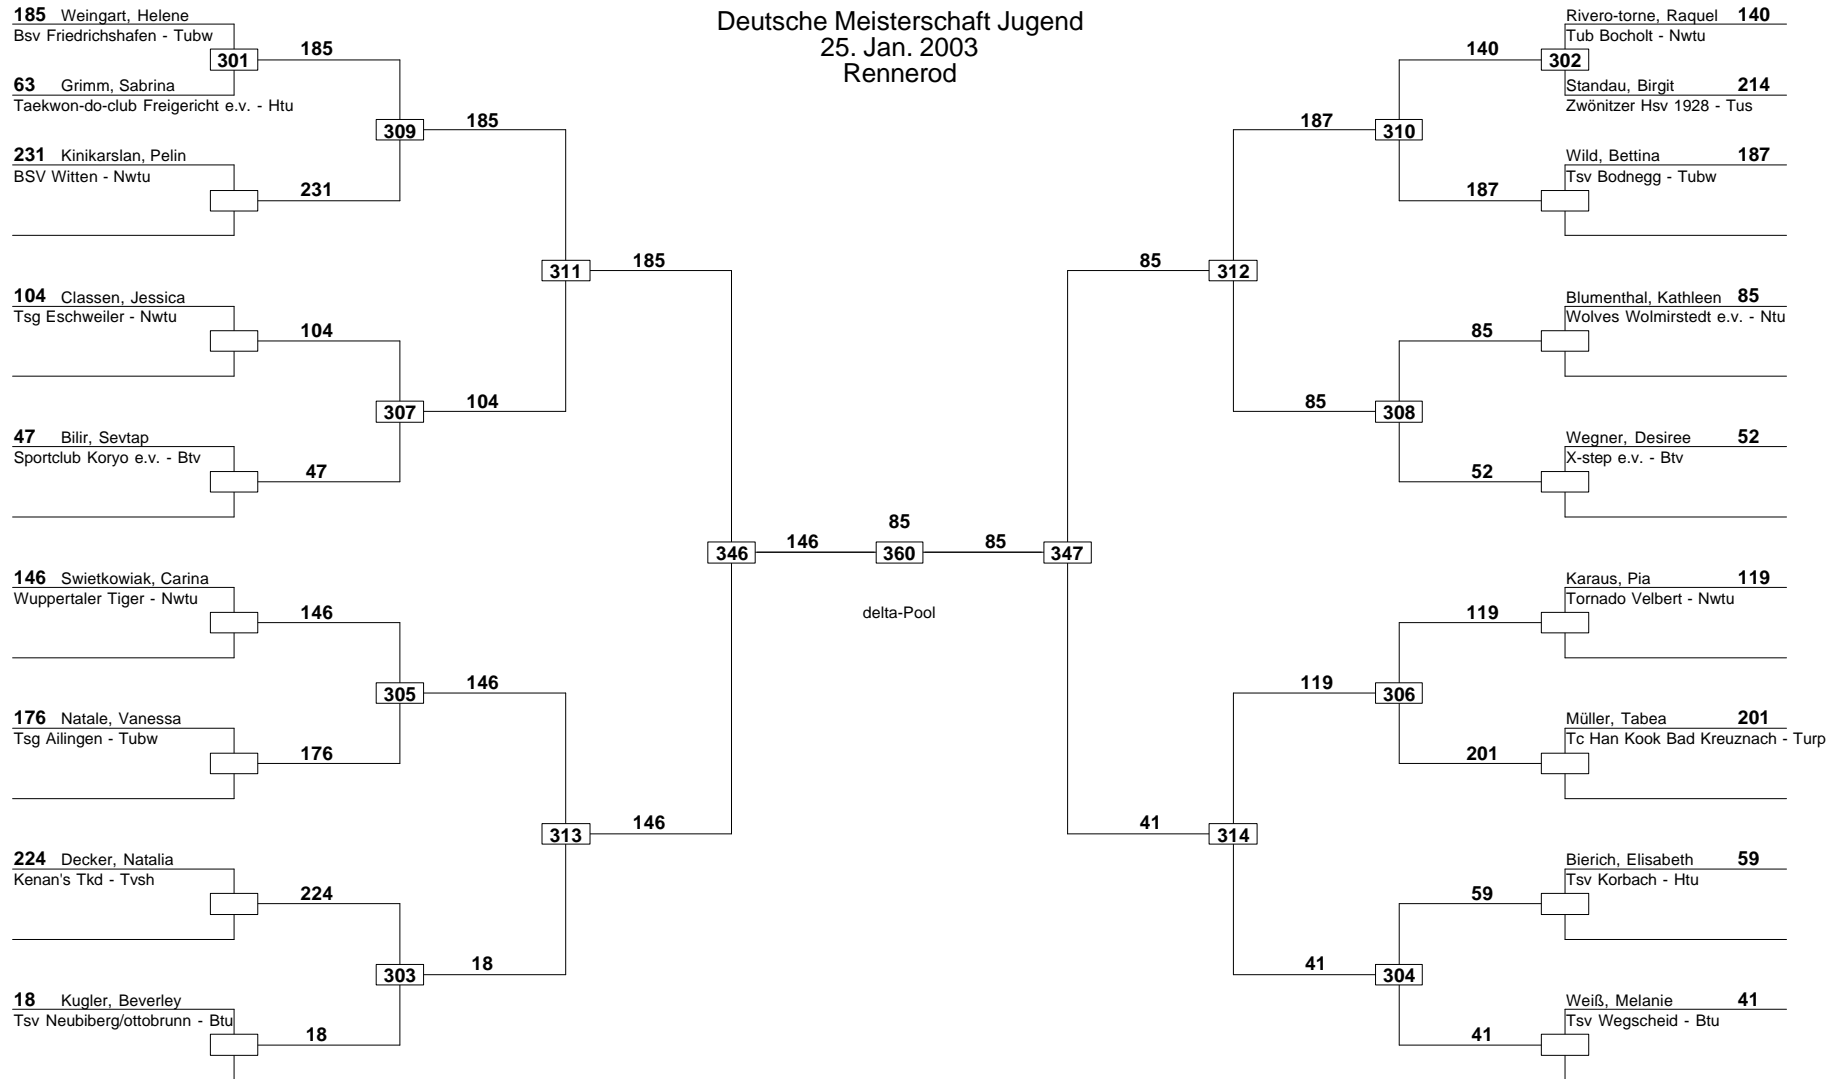 Deutsche Meisterschaft Jugend
25. Jan. 2003
Rennerod
185 Weingart, Helene
Bsv Friedrichshafen - Tubw
301
185
63 Grimm, Sabrina
Taekwon-do-club Freigericht e.v. - Htu
309
185
231 Kinikarslan, Pelin
BSV Witten - Nwtu
231
311
185
104 Classen, Jessica
Tsg Eschweiler - Nwtu
104
307
104
47 Bilir, Sevtap
Sportclub Koryo e.v. - Btv
47
346
146
146 Swietkowiak, Carina
Wuppertaler Tiger - Nwtu
146
305
146
176 Natale, Vanessa
Tsg Ailingen - Tubw
176
313
146
224 Decker, Natalia
Kenan's Tkd - Tvsh
224
303
18
18 Kugler, Beverley
Tsv Neubiberg/ottobrunn - Btu
18
85
360
delta-Pool
Rivero-torne, Raquel 140
Tub Bocholt - Nwtu
140
302
Standau, Birgit 214
Zwönitzer Hsv 1928 - Tus
187
310
Wild, Bettina 187
Tsv Bodnegg - Tubw
187
85
312
Blumenthal, Kathleen 85
Wolves Wolmirstedt e.v. - Ntu
85
85
308
Wegner, Desiree 52
X-step e.v. - Btv
52
85
347
Karaus, Pia 119
Tornado Velbert - Nwtu
119
119
306
Müller, Tabea 201
Tc Han Kook Bad Kreuznach - Turp
201
41
314
Bierich, Elisabeth 59
Tsv Korbach - Htu
59
41
304
Weiß, Melanie 41
Tsv Wegscheid - Btu
41